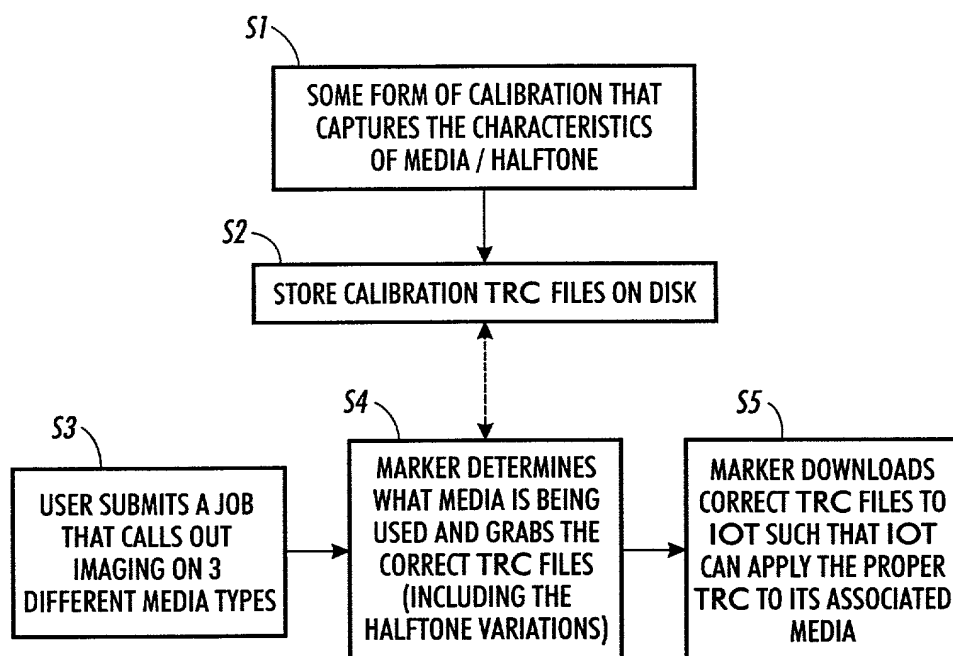 S1
SOME FORM OF CALIBRATION THAT
CAPTURES THE CHARACTERISTICS
OF MEDIA / HALFTONE
S2
STORE CALIBRATION TRC FILES ON DISK
S3
USER SUBMITS A JOB
THAT CALLS OUT
IMAGING ON 3
DIFFERENT MEDIA TYPES
S4
MARKER DETERMINES
WHAT MEDIA IS BEING
USED AND GRABS THE
CORRECT TRC FILES
(INCLUDING THE
HALFTONE VARIATIONS)
S5
MARKER DOWNLOADS
CORRECT TRC FILES TO
IOT SUCH THAT IOT
CAN APPLY THE PROPER
TRC TO ITS ASSOCIATED
MEDIA